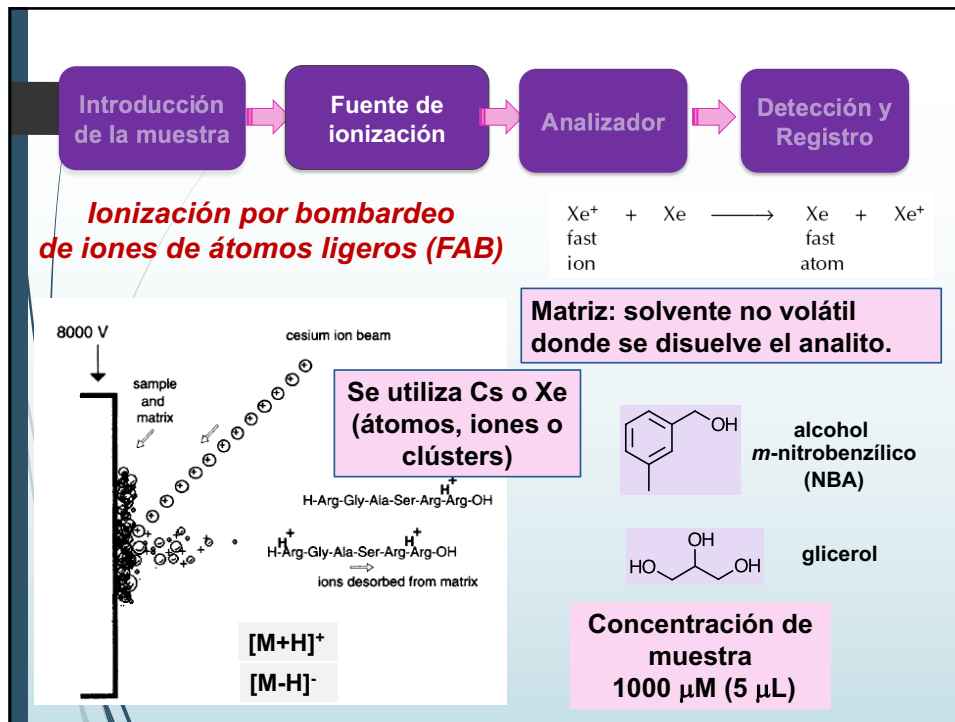 Introducción
de la muestra
Fuente de
ionización
Analizador
Detección y
Registro
Ionización por bombardeo
de iones de átomos ligeros (FAB)
Xe⁺ + Xe ⟶ Xe + Xe⁺
fast fast
ion atom
Matriz: solvente no volátil
donde se disuelve el analito.
8000 V
cesium ion beam
sample
and
matrix
Se utiliza Cs o Xe
(átomos, iones o
clústers)
H⁺
H-Arg-Gly-Ala-Ser-Arg-Arg-OH
H⁺ H⁺
H-Arg-Gly-Ala-Ser-Arg-Arg-OH
ions desorbed from matrix
[M+H]⁺
[M-H]⁻
OH
alcohol
m-nitrobenzílico
(NBA)
OH
HO OH
glicerol
Concentración de
muestra
1000 μM (5 μL)